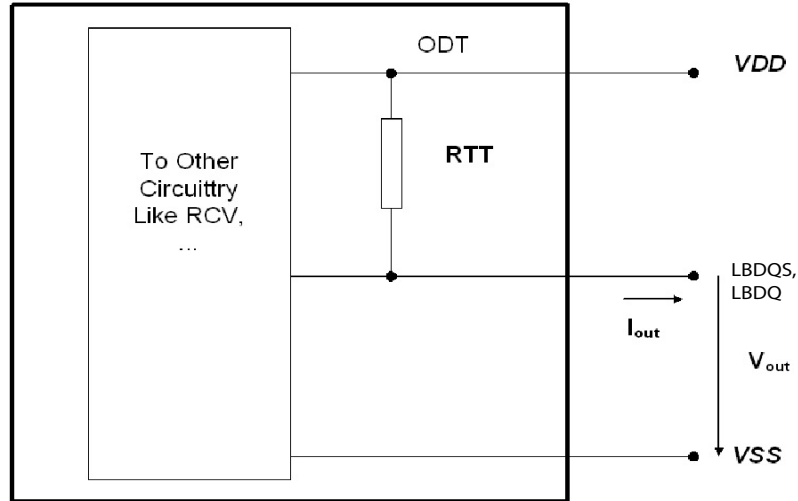 ODT
VDD
RTT
To Other
Circuittry
Like RCV,
...
LBDQS,
LBDQ
Iout
Vout
VSS